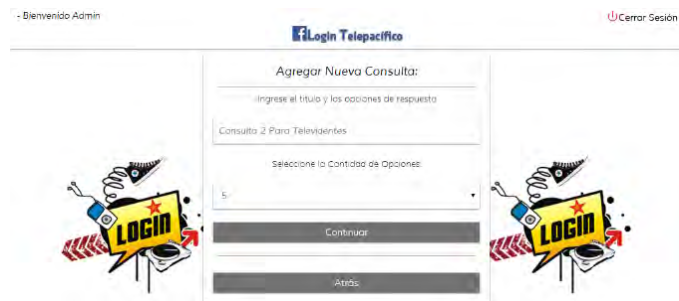 - Bienvenido Admin
Cerrar Sesión
Login Telepacífico
Agregar Nueva Consulta:
Ingrese el titulo y las opciones de respuesta
Consulta 2 Para Televidentes
Seleccione la Cantidad de Opciones:
5
Continuar
Atrás
LOGIN
LOGIN